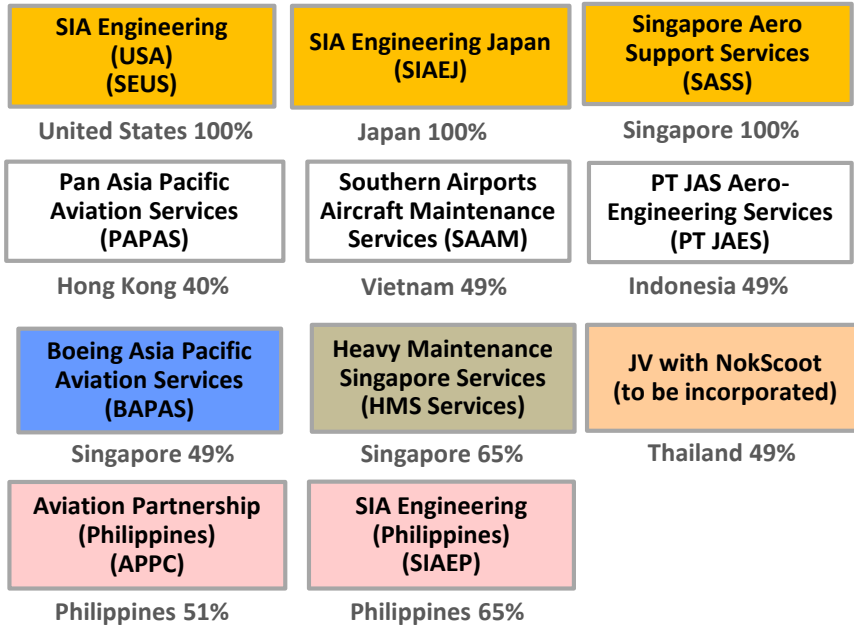 SIA Engineering
(USA)
(SEUS)
United States 100%
SIA Engineering Japan
(SIAEJ)
Japan 100%
Singapore Aero
Support Services
(SASS)
Singapore 100%
Pan Asia Pacific
Aviation Services
(PAPAS)
Hong Kong 40%
Southern Airports
Aircraft Maintenance
Services (SAAM)
Vietnam 49%
PT JAS Aero-
Engineering Services
(PT JAES)
Indonesia 49%
Boeing Asia Pacific
Aviation Services
(BAPAS)
Singapore 49%
Heavy Maintenance
Singapore Services
(HMS Services)
Singapore 65%
JV with NokScoot
(to be incorporated)
Thailand 49%
Aviation Partnership
(Philippines)
(APPC)
Philippines 51%
SIA Engineering
(Philippines)
(SIAEP)
Philippines 65%